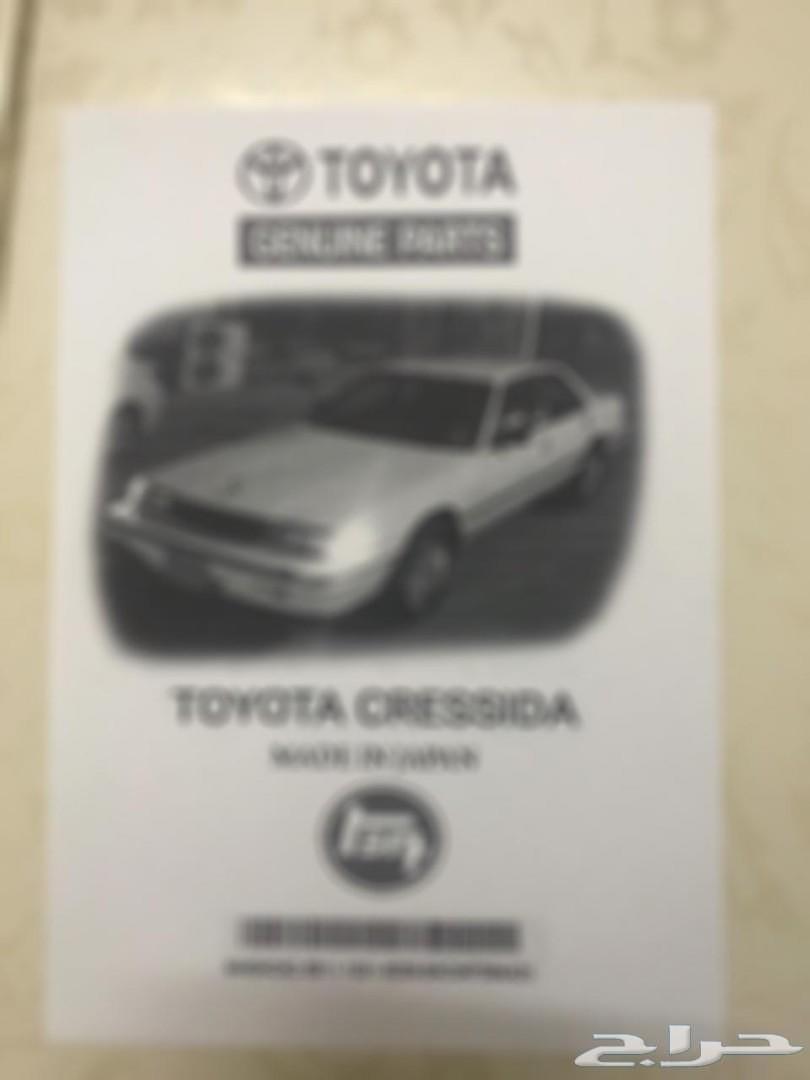 TOYOTA
GENUINE PARTS
TOYOTA CRESSIDA
MADE IN JAPAN
حراج